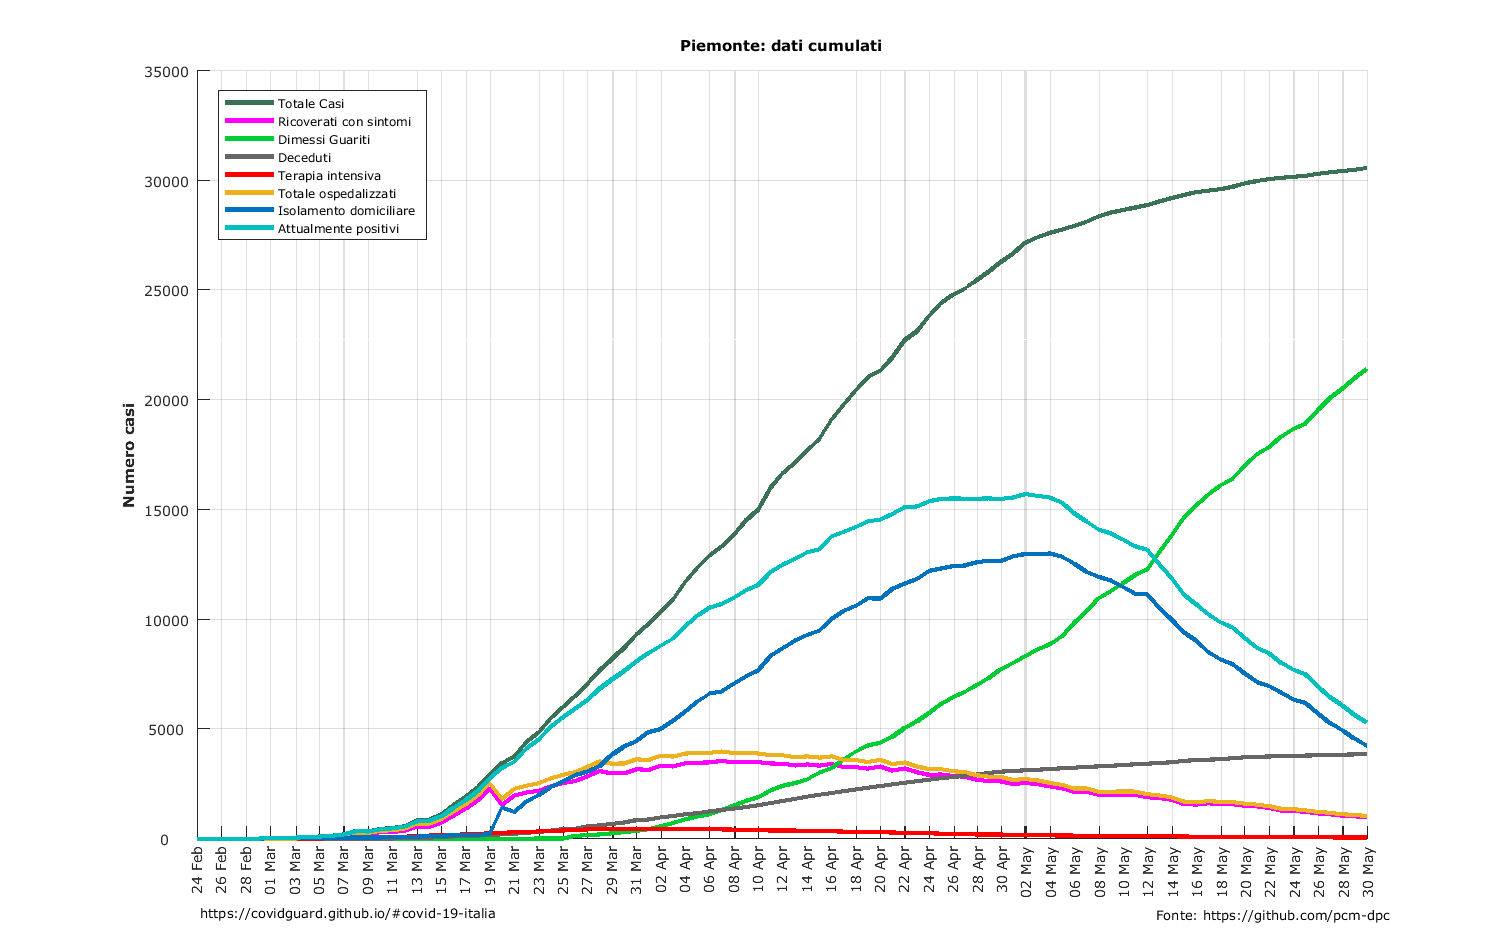 Piemonte: dati cumulati
35000
30000
25000
20000
15000
10000
5000
0
Numero casi
Totale Casi
Ricoverati con sintomi
Dimessi Guariti
Deceduti
Terapia intensiva
Totale ospedalizzati
Isolamento domiciliare
Attualmente positivi
24 Feb
26 Feb
28 Feb
01 Mar
03 Mar
05 Mar
07 Mar
09 Mar
11 Mar
13 Mar
15 Mar
17 Mar
19 Mar
21 Mar
23 Mar
25 Mar
27 Mar
29 Mar
31 Mar
02 Apr
04 Apr
06 Apr
08 Apr
10 Apr
12 Apr
14 Apr
16 Apr
18 Apr
20 Apr
22 Apr
24 Apr
26 Apr
28 Apr
30 Apr
02 May
04 May
06 May
08 May
10 May
12 May
14 May
16 May
18 May
20 May
22 May
24 May
26 May
28 May
30 May
https://covidguard.github.io/#covid-19-italia
Fonte: https://github.com/pcm-dpc